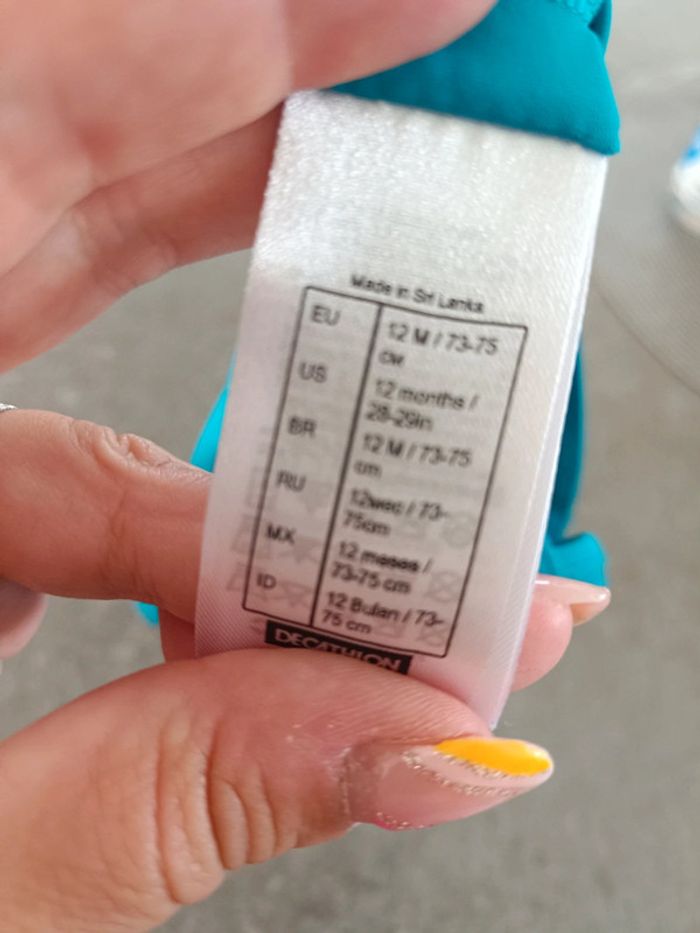 Made in Sri Lanka
EU 12 M / 73-75
CM
US 12 months /
28-29in
BR 12 M / 73-75
cm
RU 12мес / 73-
75cm
MX 12 meses /
73-75 cm
ID 12 Bulan / 73-
75 cm
DECATHLON